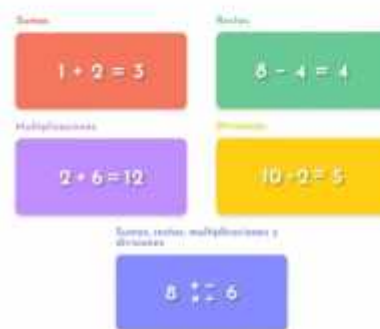 Sumas
Restas
1 + 2 = 3
8 - 4 = 4
Multiplicaciones
Divisiones
2 × 6 = 12
10 ÷ 2 = 5
Sumas, restas, multiplicaciones y
divisiones
8 + - × ÷ 6